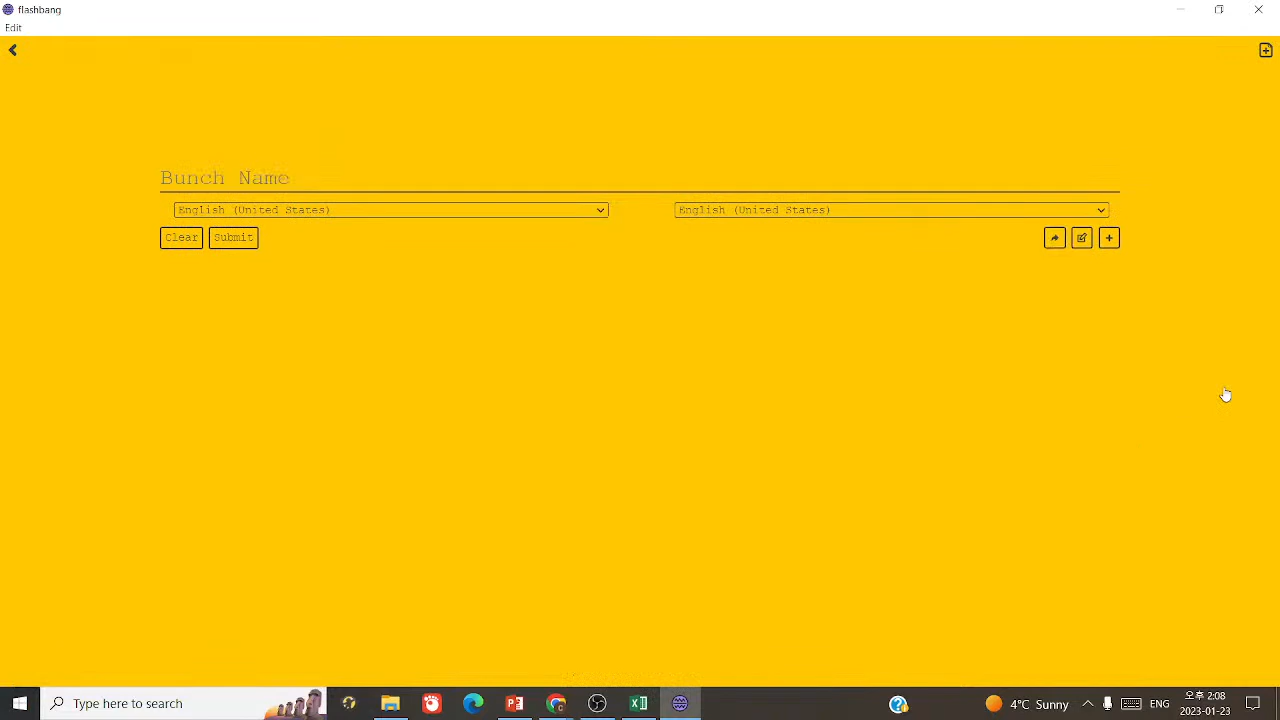 flashbang
Edit
Bunch Name
English (United States) English (United States)
Clear Submit
Type here to search
4°C Sunny
ENG
오후 2:08
2023-01-23